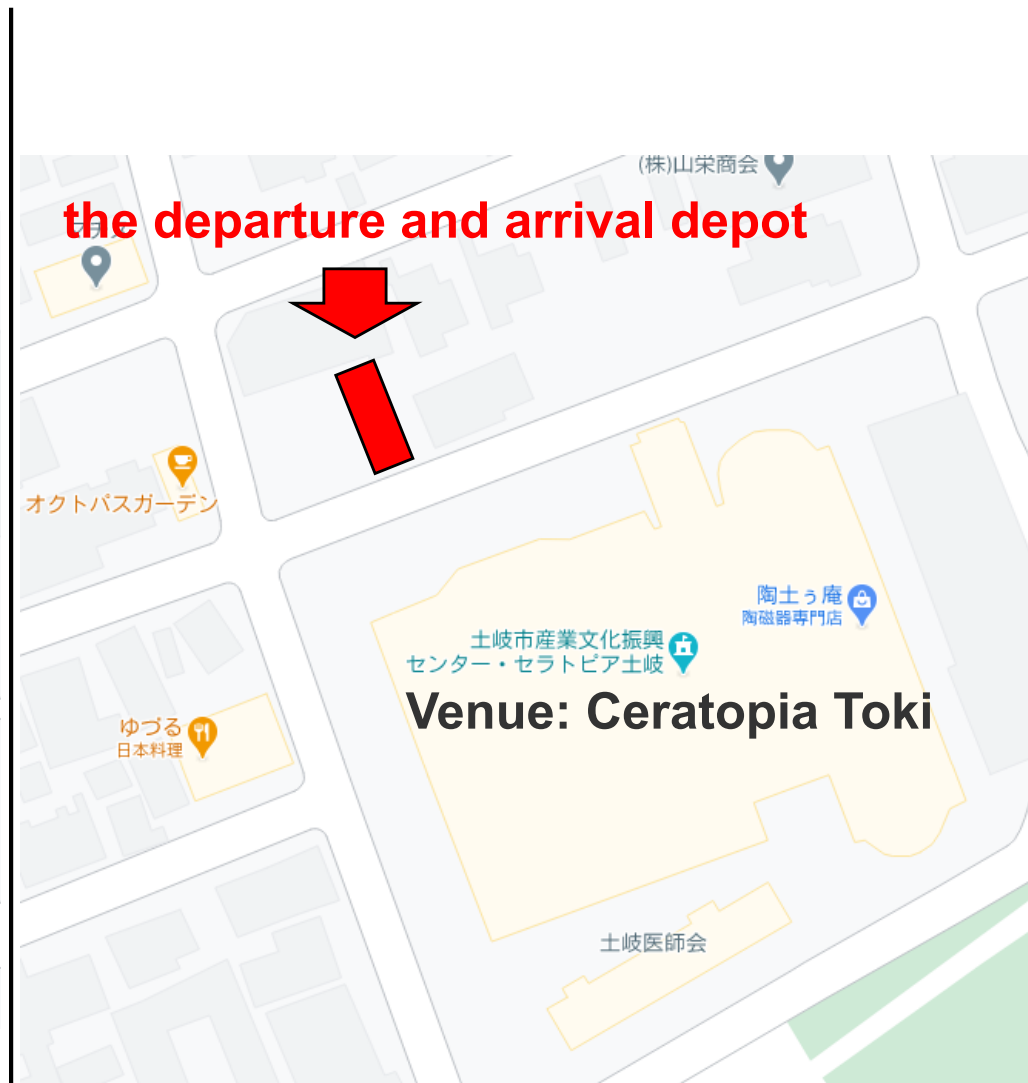 (株)山栄商会
the departure and arrival depot
オクトパスガーデン
陶土ぅ庵
陶磁器専門店
土岐市産業文化振興
センター・セラトピア土岐
Venue: Ceratopia Toki
ゆづる
日本料理
土岐医師会